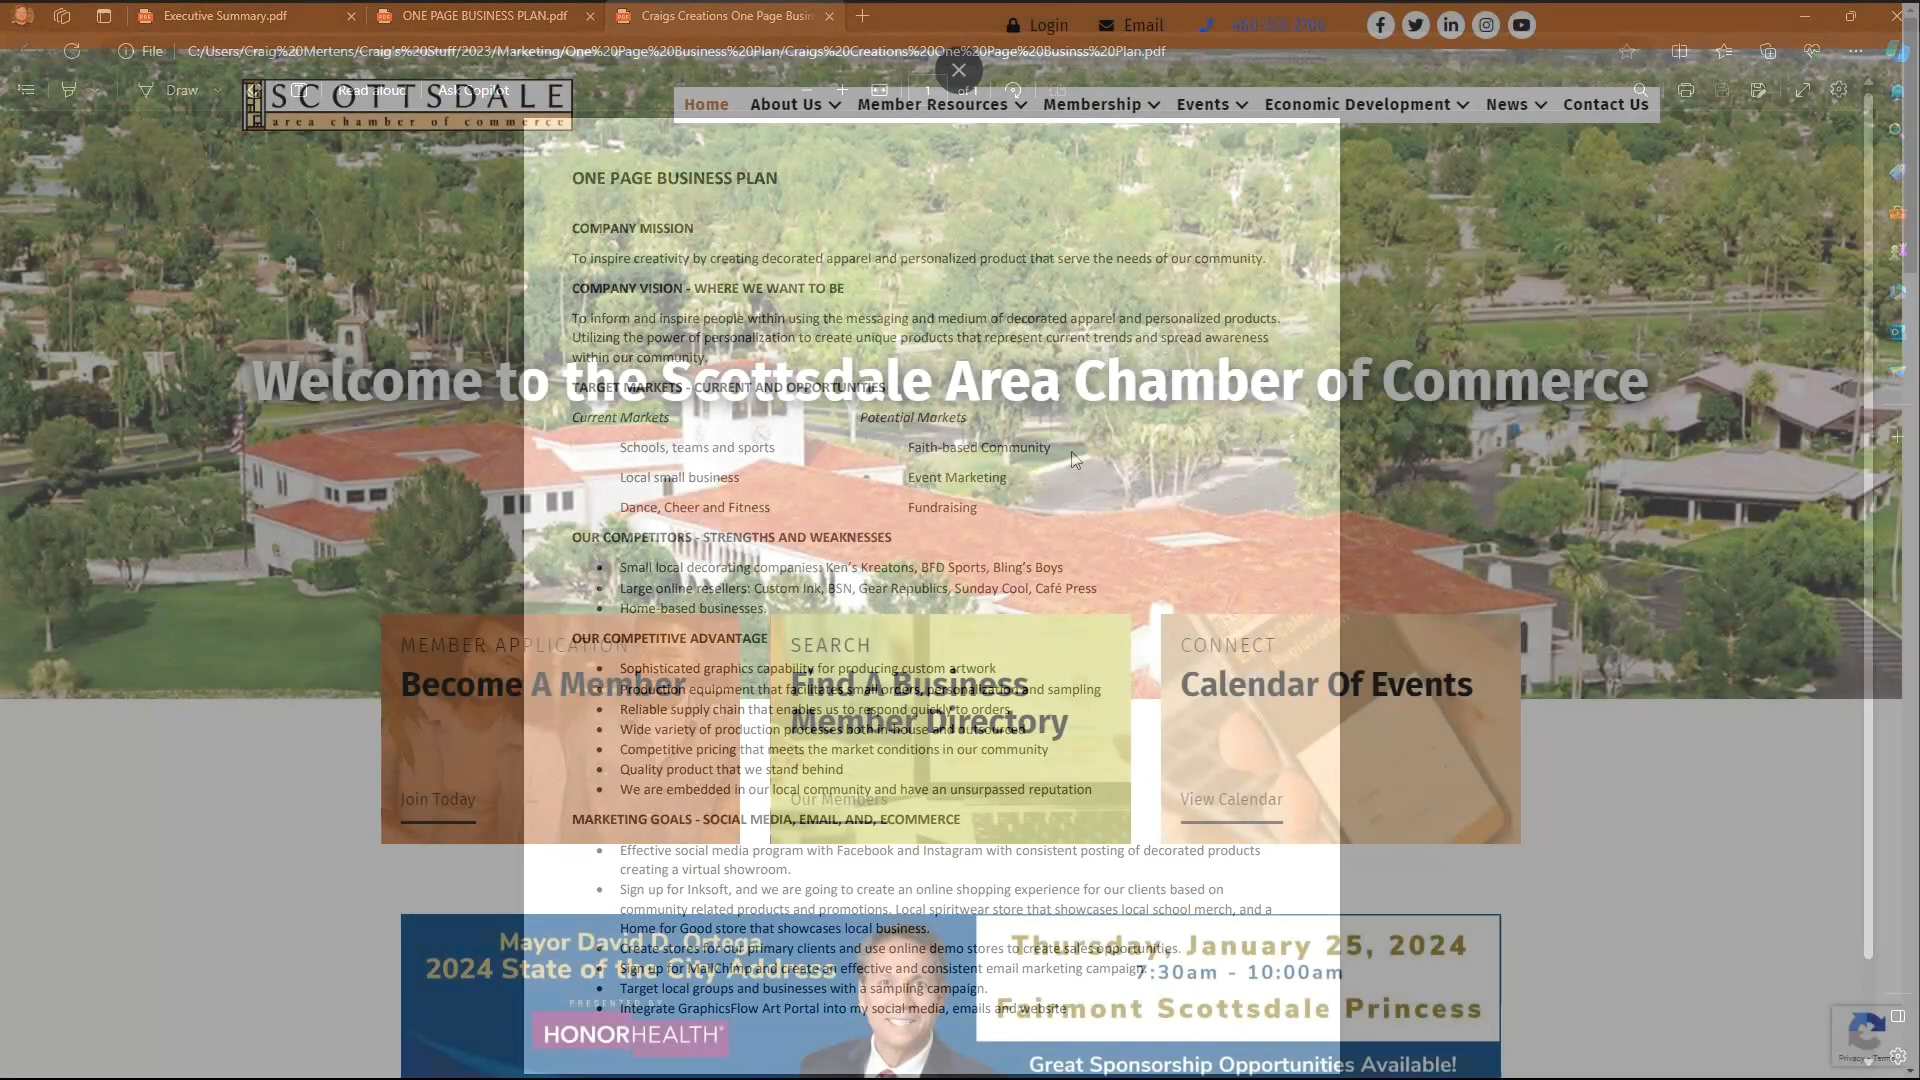 Executive Summary.pdf
ONE PAGE BUSINESS PLAN.pdf
Craigs Creations One Page Busin
Login
Email
480-355-2700
File
C:/Users/Craig%20Mertens/Craig's%20Stuff/2023/Marketing/One%20Page%20Business%20Plan/Craigs%20Creations%20One%20Page%20Businss%20Plan.pdf
Draw
Read aloud
Ask Copilot
1
of 1
SCOTTSDALE
area chamber of commerce
Home
About Us
Member Resources
Membership
Events
Economic Development
News
Contact Us
ONE PAGE BUSINESS PLAN
COMPANY MISSION
To inspire creativity by creating decorated apparel and personalized product that serve the needs of our community.
COMPANY VISION - WHERE WE WANT TO BE
To inform and inspire people within using the messaging and medium of decorated apparel and personalized products.
Utilizing the power of personalization to create unique products that represent current trends and spread awareness
within our community.
Welcome to the Scottsdale Area Chamber of Commerce
TARGET MARKETS - CURRENT AND OPPORTUNITIES
Current Markets
Potential Markets
Schools, teams and sports
Faith-based Community
Local small business
Event Marketing
Dance, Cheer and Fitness
Fundraising
OUR COMPETITORS - STRENGTHS AND WEAKNESSES
Small local decorating companies: Ken's Kreatons, BFD Sports, Bling's Boys
Large online resellers: Custom Ink, BSN, Gear Republics, Sunday Cool, Café Press
Home-based businesses.
OUR COMPETITIVE ADVANTAGE
Sophisticated graphics capability for producing custom artwork
Production equipment that facilitates small orders, personalization and sampling
Reliable supply chain that enables us to respond quickly to orders
Wide variety of production processes both in-house and outsourced
Competitive pricing that meets the market conditions in our community
Quality product that we stand behind
We are embedded in our local community and have an unsurpassed reputation
MEMBER APPLICATION
Become A Member
Join Today
SEARCH
Find A Business
Member Directory
Our Members
CONNECT
Calendar Of Events
View Calendar
MARKETING GOALS - SOCIAL MEDIA, EMAIL, AND, ECOMMERCE
Effective social media program with Facebook and Instagram with consistent posting of decorated products
creating a virtual showroom.
Sign up for Inksoft, and we are going to create an online shopping experience for our clients based on
community related products and promotions. Local spiritwear store that showcases local school merch, and a
Home for Good store that showcases local business.
Create stores for our primary clients and use online demo stores to create sales opportunities.
Sign up for MailChimp and create an effective and consistent email marketing campaign.
Target local groups and businesses with a sampling campaign.
Integrate GraphicsFlow Art Portal into my social media, emails and website
Mayor David D. Ortega
2024 State of the City Address
PRESENTED BY
HONORHEALTH
Thursday, January 25, 2024
7:30am - 10:00am
Fairmont Scottsdale Princess
Great Sponsorship Opportunities Available!